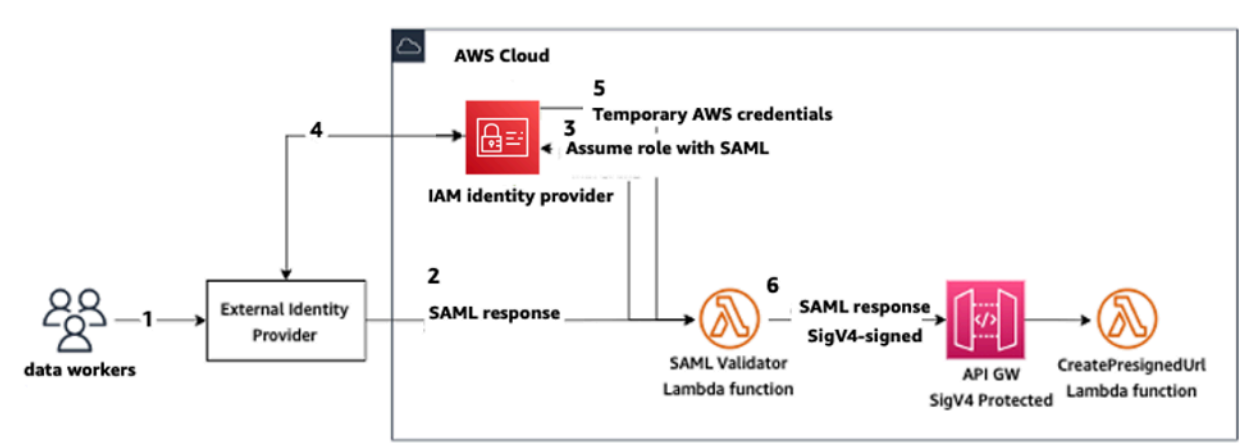 AWS Cloud
5
Temporary AWS credentials
3
Assume role with SAML
4
IAM identity provider
2
SAML response
1
External Identity
Provider
data workers
6
SAML response
SigV4-signed
SAML Validator
Lambda function
</>
API GW
SigV4 Protected
CreatePresignedUrl
Lambda function